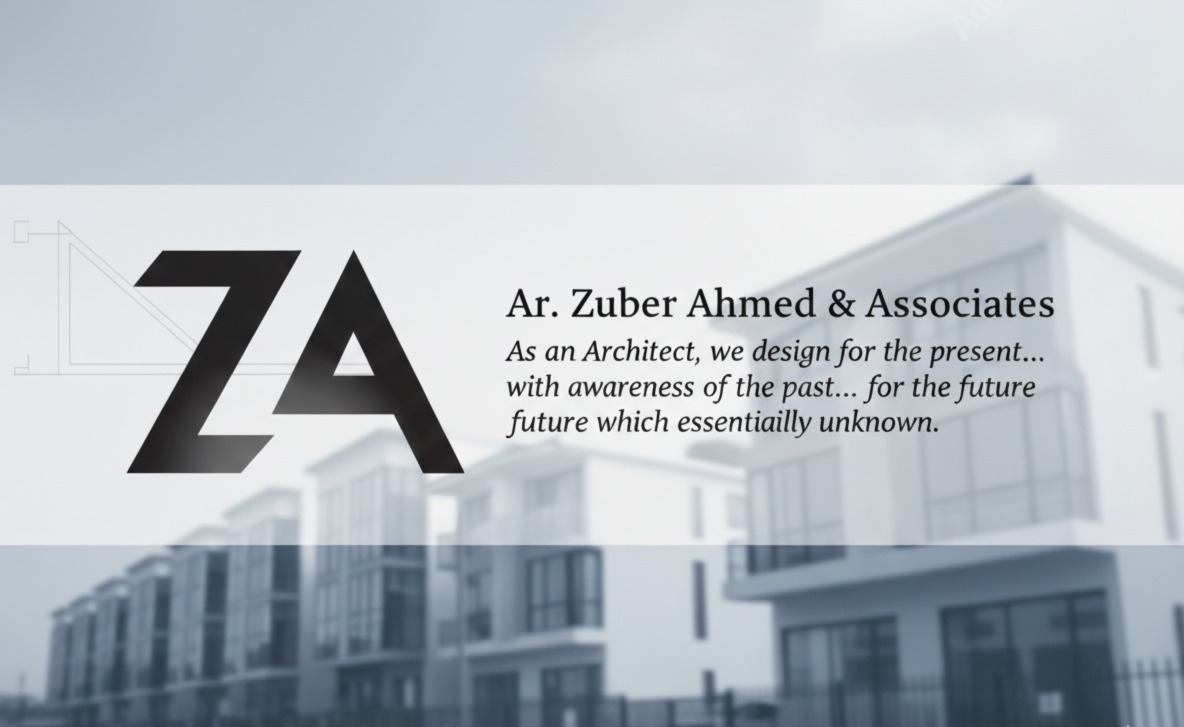 ZA
Ar. Zuber Ahmed & Associates
As an Architect, we design for the present...
with awareness of the past... for the future
future which essentiailly unknown.